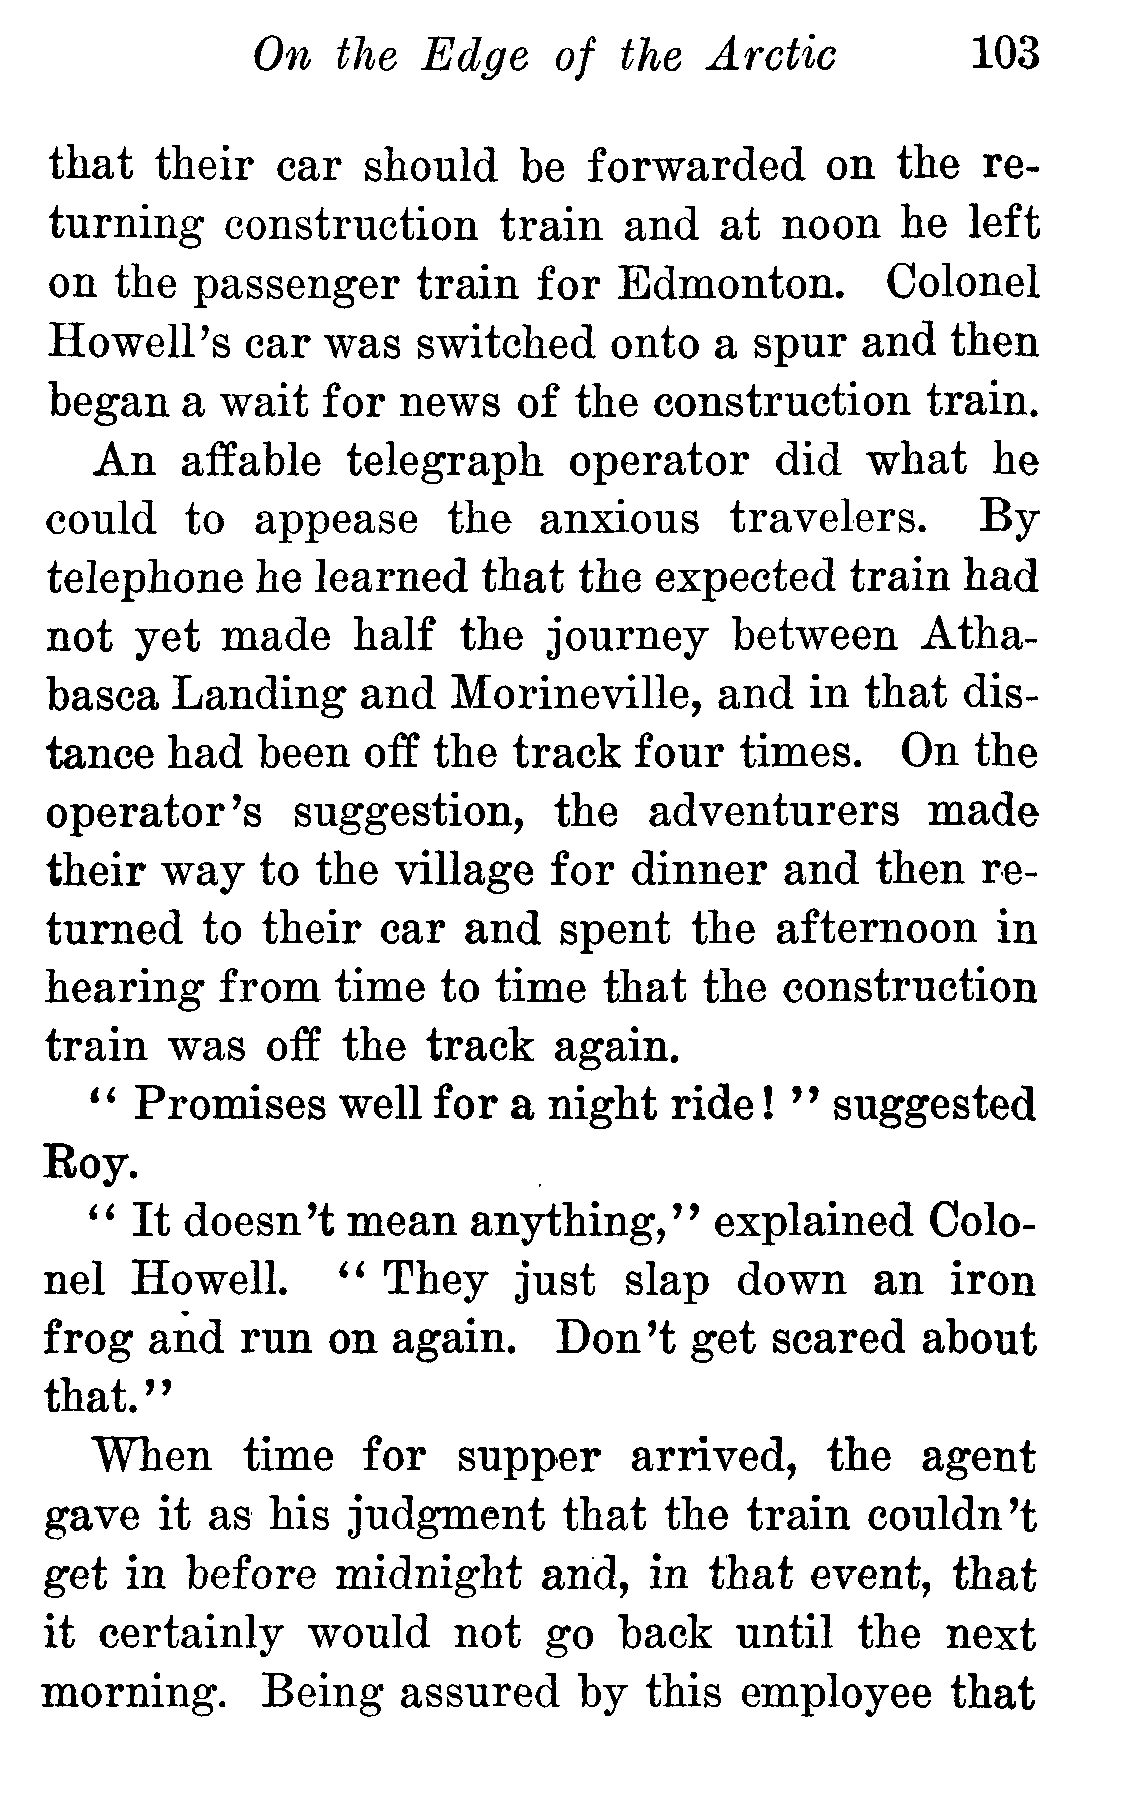 On the Edge of the Arctic 103
that their car should be forwarded on the re-
turning construction train and at noon he left
on the passenger train for Edmonton. Colonel
Howell's car was switched onto a spur and then
began a wait for news of the construction train.
An affable telegraph operator did what he
could to appease the anxious travelers. By
telephone he learned that the expected train had
not yet made half the journey between Atha-
basca Landing and Morineville, and in that dis-
tance had been off the track four times. On the
operator's suggestion, the adventurers made
their way to the village for dinner and then re-
turned to their car and spent the afternoon in
hearing from time to time that the construction
train was off the track again.
" Promises well for a night ride! " suggested
Roy.
" It doesn't mean anything," explained Colo-
nel Howell. " They just slap down an iron
frog and run on again. Don't get scared about
that."
When time for supper arrived, the agent
gave it as his judgment that the train couldn't
get in before midnight and, in that event, that
it certainly would not go back until the next
morning. Being assured by this employee that